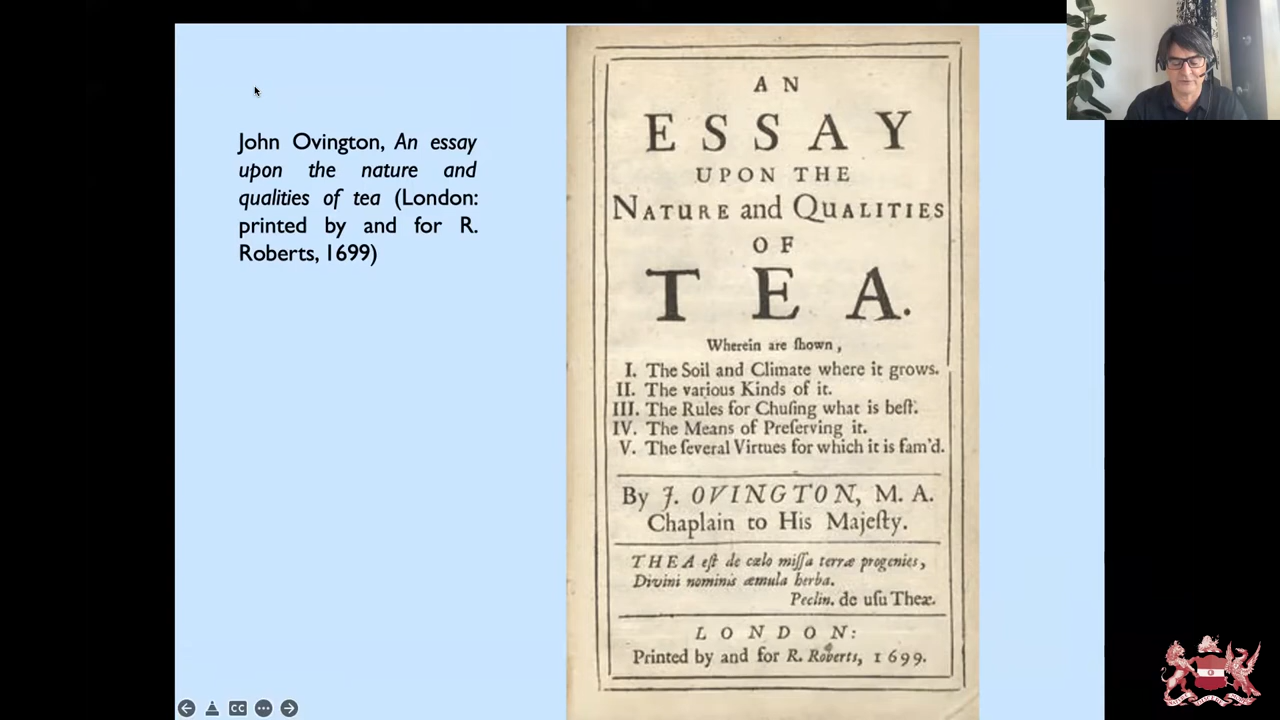 John Ovington, An essay
upon the nature and
qualities of tea (London:
printed by and for R.
Roberts, 1699)
AN
ESSAY
UPON THE
NATURE and QUALITIES
OF
TEA.
Wherein are ſhown,
I. The Soil and Climate where it grows.
II. The various Kinds of it.
III. The Rules for Chuſing what is beſt.
IV. The Means of Preſerving it.
V. The ſeveral Virtues for which it is fam'd.
By J. OVINGTON, M. A.
Chaplain to His Majeſty.
THEA eſt de cælo miſſa terræ progenies,
Divini nominis æmula herba.
Pechlin. de uſu Theæ.
LONDON:
Printed by and for R. Roberts, 1699.
CC